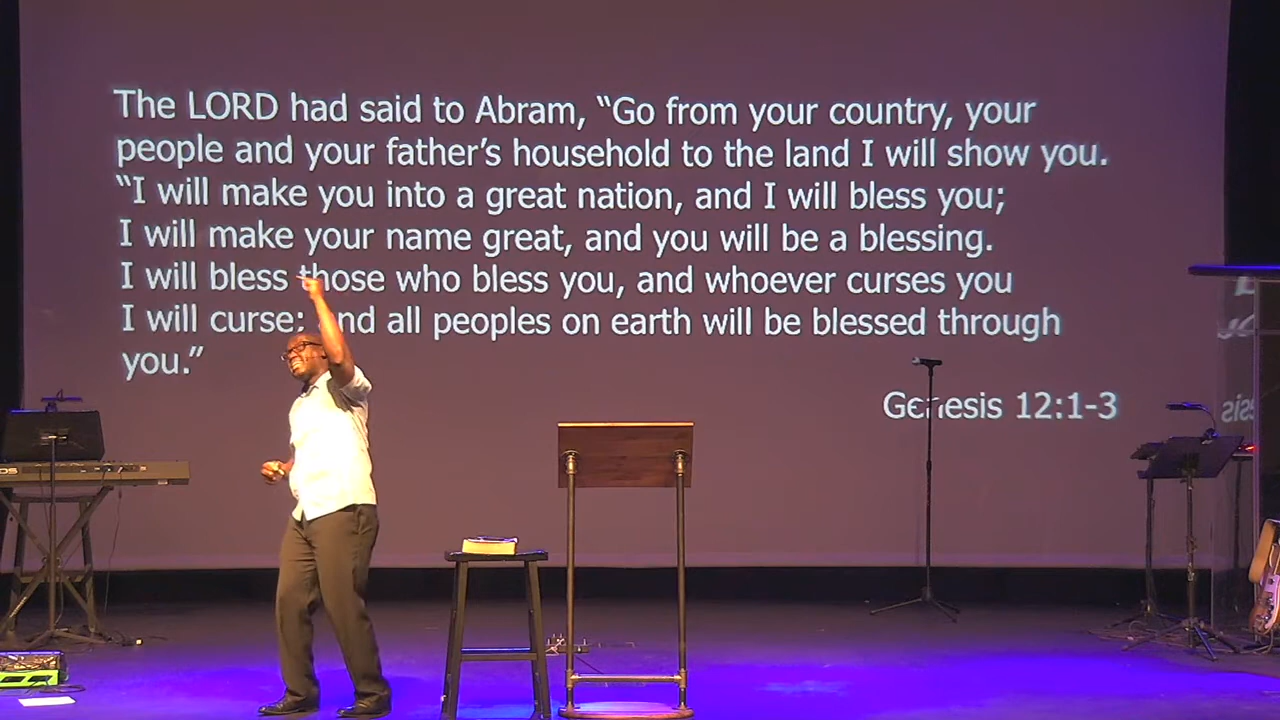 The LORD had said to Abram, “Go from your country, your
people and your father’s household to the land I will show you.
“I will make you into a great nation, and I will bless you;
I will make your name great, and you will be a blessing.
I will bless those who bless you, and whoever curses you
I will curse; and all peoples on earth will be blessed through
you.”
Genesis 12:1-3